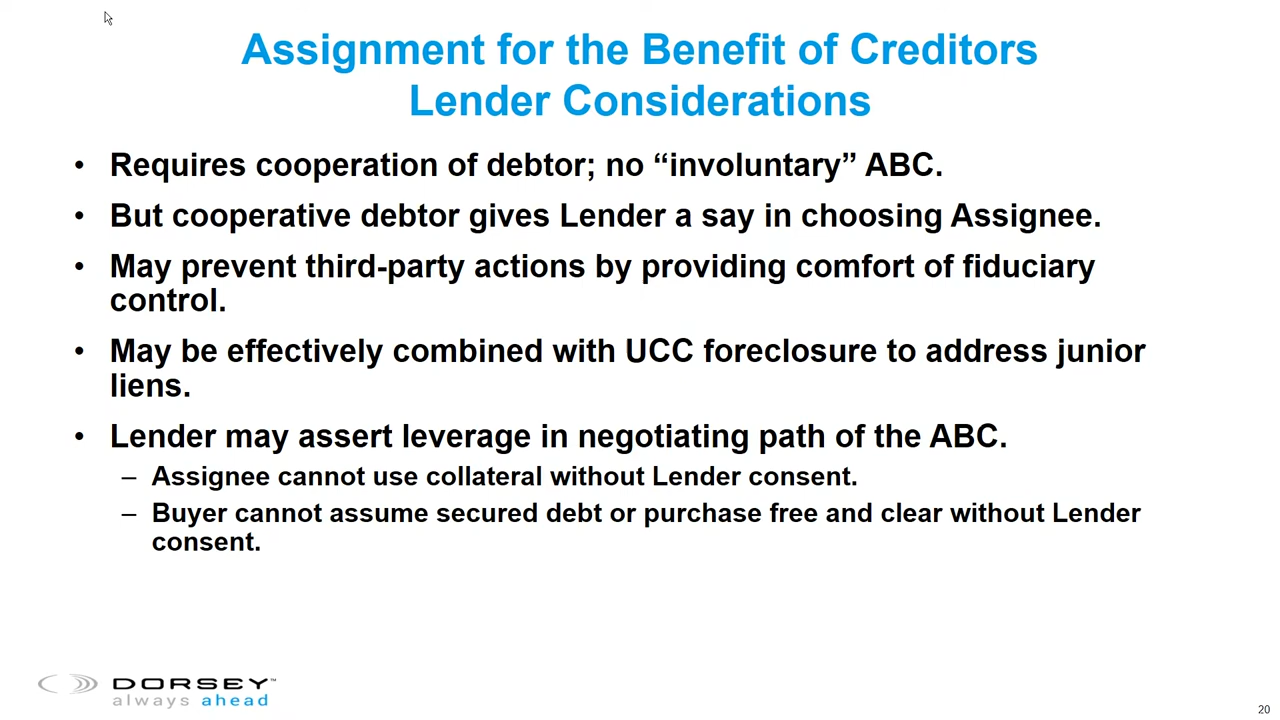 Assignment for the Benefit of Creditors
Lender Considerations
• Requires cooperation of debtor; no “involuntary” ABC.
• But cooperative debtor gives Lender a say in choosing Assignee.
• May prevent third-party actions by providing comfort of fiduciary
control.
• May be effectively combined with UCC foreclosure to address junior
liens.
• Lender may assert leverage in negotiating path of the ABC.
– Assignee cannot use collateral without Lender consent.
– Buyer cannot assume secured debt or purchase free and clear without Lender
consent.
DORSEY™
always ahead
20